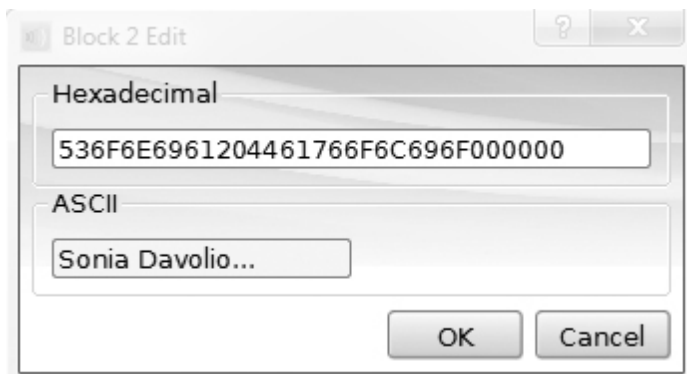 Block 2 Edit
Hexadecimal
536F6E6961204461766F6C696F000000
ASCII
Sonia Davolio...
OK Cancel